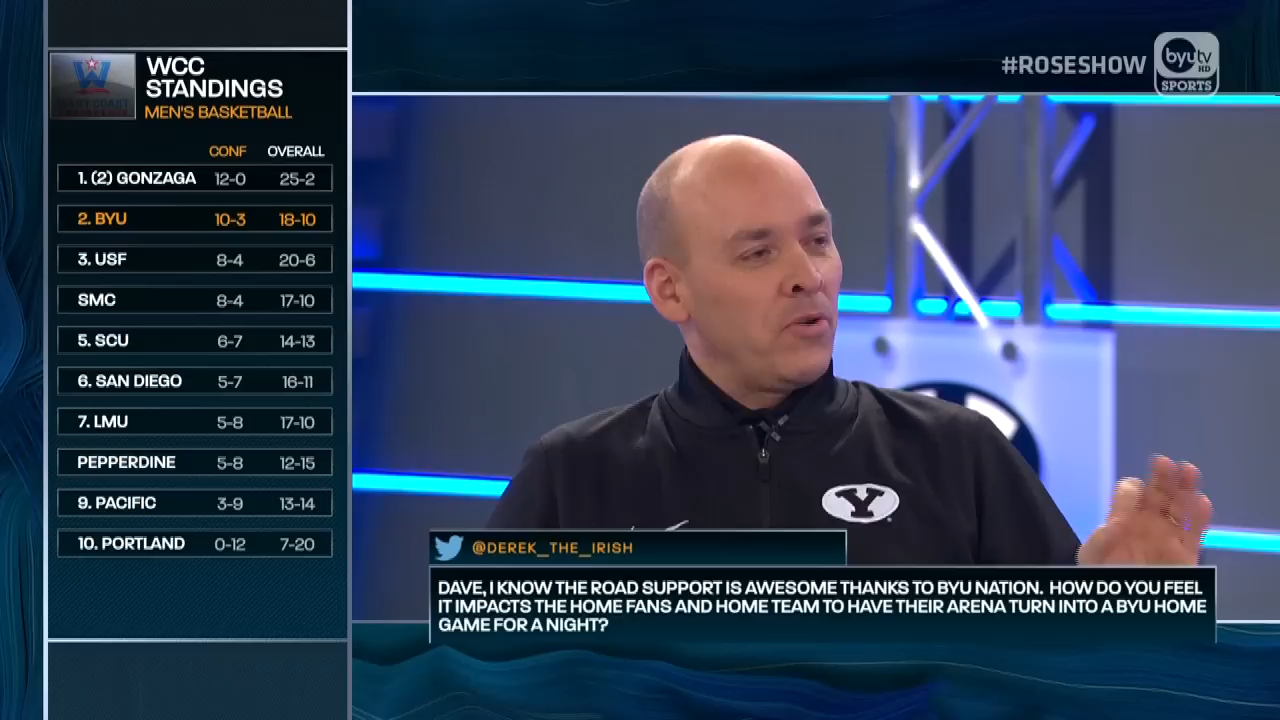 WCC
STANDINGS
MEN'S BASKETBALL
CONF OVERALL
1. (2) GONZAGA 12-0 25-2
2. BYU 10-3 18-10
3. USF 8-4 20-6
SMC 8-4 17-10
5. SCU 6-7 14-13
6. SAN DIEGO 5-7 16-11
7. LMU 5-8 17-10
PEPPERDINE 5-8 12-15
9. PACIFIC 3-9 13-14
10. PORTLAND 0-12 7-20
#ROSESHOW
byutv
HD
SPORTS
Y
@DEREK_THE_IRISH
DAVE, I KNOW THE ROAD SUPPORT IS AWESOME THANKS TO BYU NATION. HOW DO YOU FEEL
IT IMPACTS THE HOME FANS AND HOME TEAM TO HAVE THEIR ARENA TURN INTO A BYU HOME
GAME FOR A NIGHT?